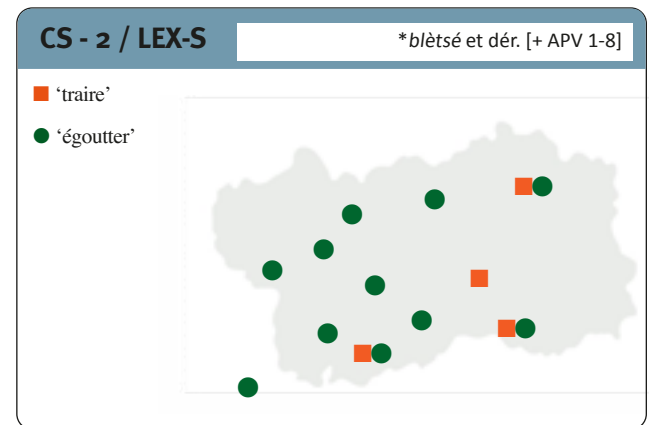 CS - 2 / LEX-S
*blètsé et dér. [+ APV 1-8]
‘traire’
‘égoutter’